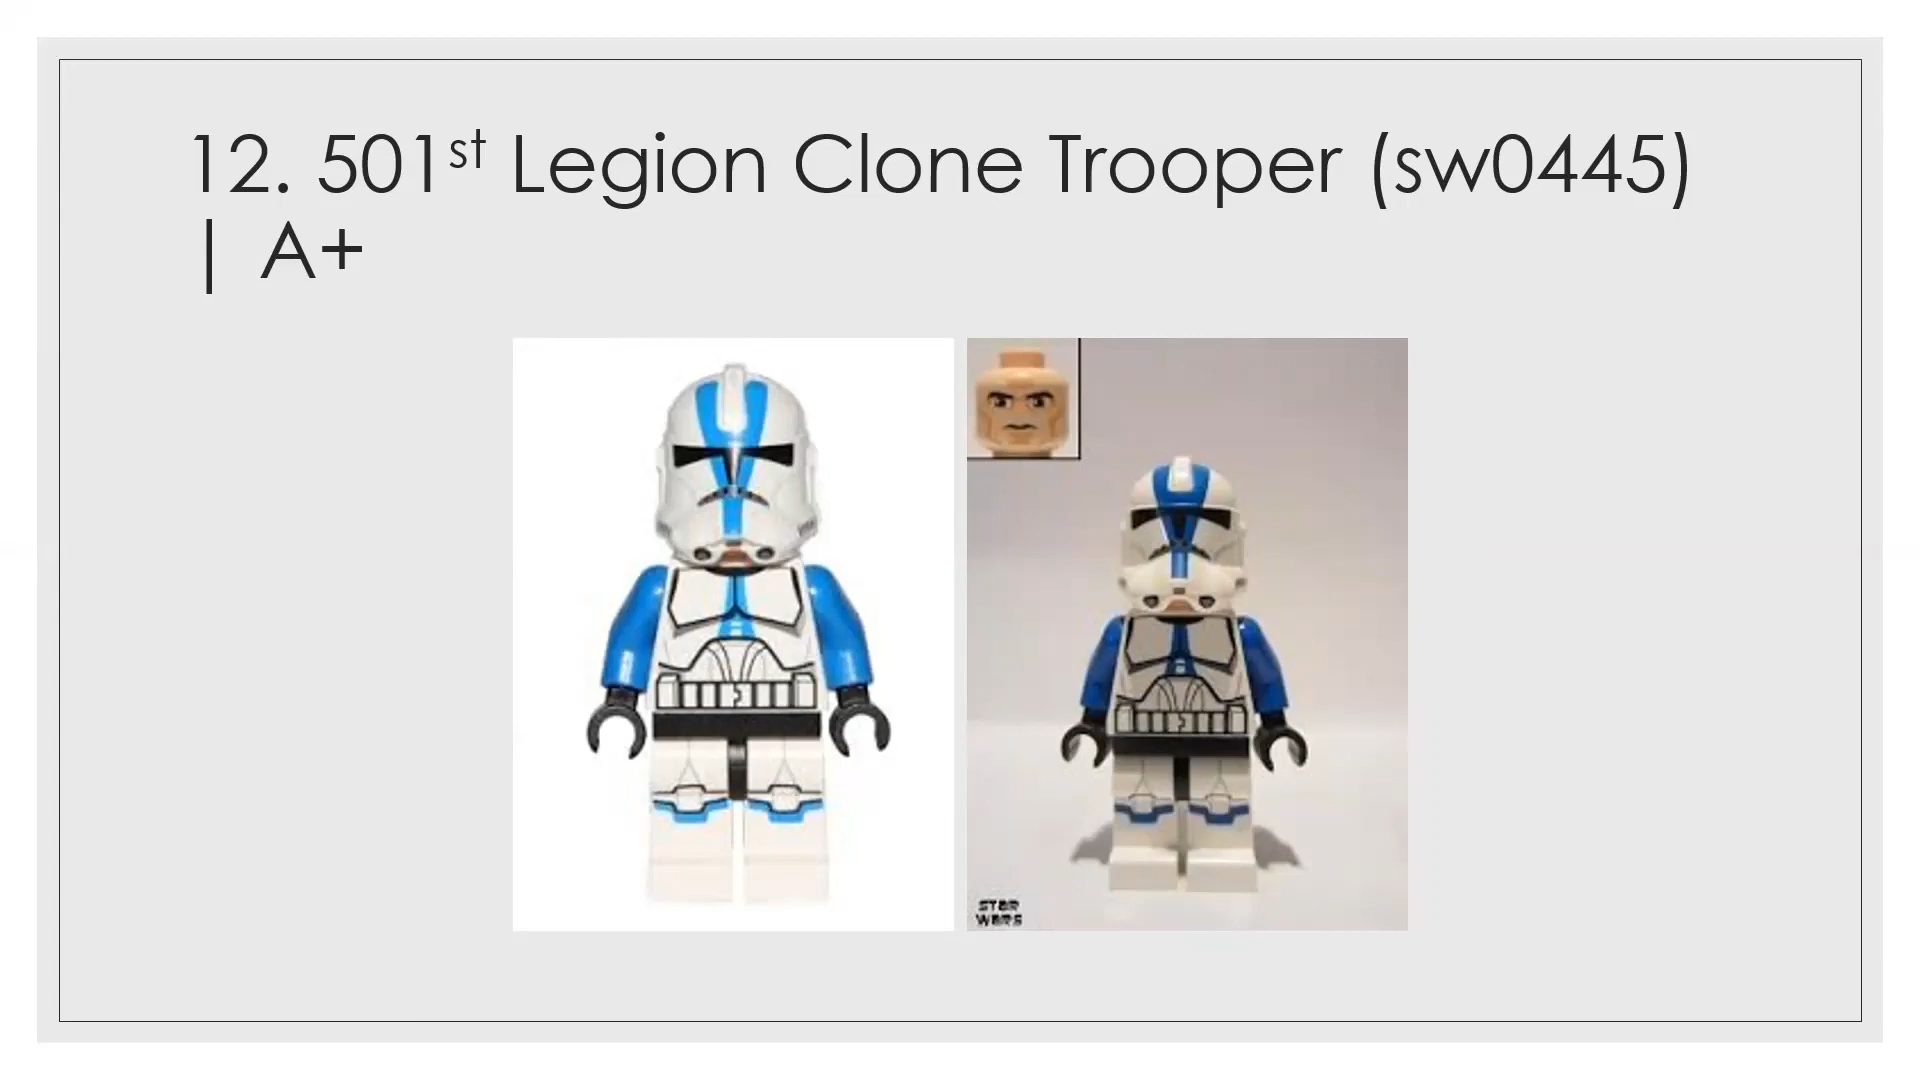 12. 501st Legion Clone Trooper (sw0445)
| A+
STAR
WARS